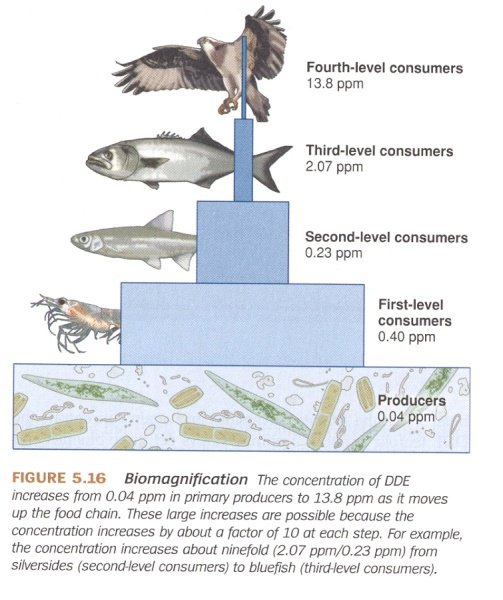 Fourth-level consumers
13.8 ppm
Third-level consumers
2.07 ppm
Second-level consumers
0.23 ppm
First-level
consumers
0.40 ppm
Producers
0.04 ppm
FIGURE 5.16 Biomagnification The concentration of DDE
increases from 0.04 ppm in primary producers to 13.8 ppm as it moves
up the food chain. These large increases are possible because the
concentration increases by about a factor of 10 at each step. For example,
the concentration increases about ninefold (2.07 ppm/0.23 ppm) from
silversides (second-level consumers) to bluefish (third-level consumers).